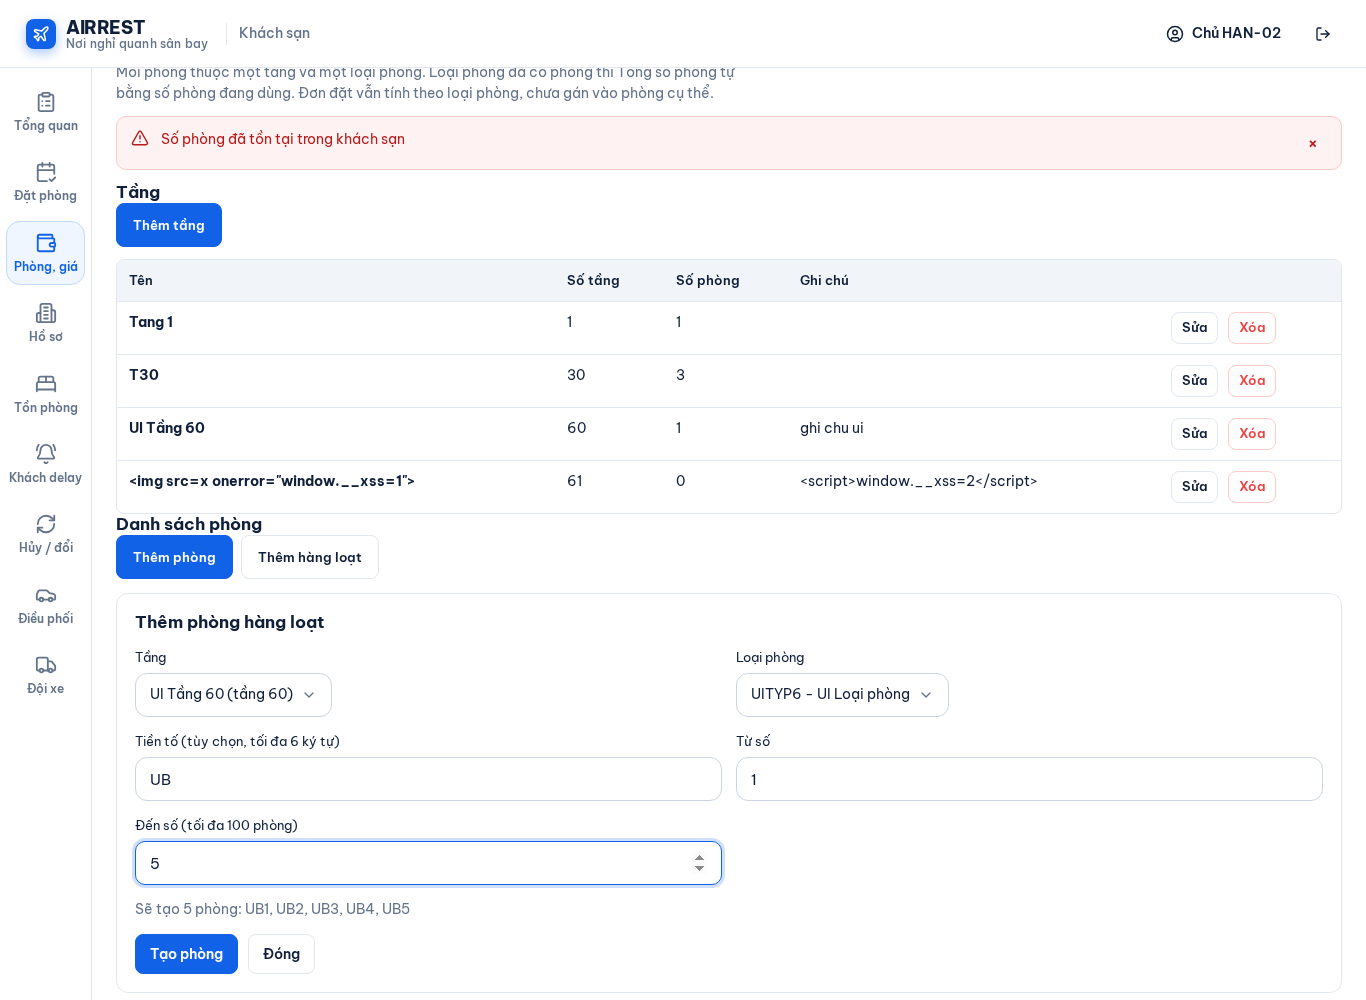 AIRREST
Nơi nghỉ quanh sân bay
Khách sạn
Chủ HAN-02
Tổng quan
Đặt phòng
Phòng, giá
Hồ sơ
Tồn phòng
Khách delay
Hủy / đổi
Điều phối
Đội xe
Mỗi phòng thuộc một tầng và một loại phòng. Loại phòng đã có phòng thì Tổng số phòng tự
bằng số phòng đang dùng. Đơn đặt vẫn tính theo loại phòng, chưa gán vào phòng cụ thể.
Số phòng đã tồn tại trong khách sạn
×
Tầng
Thêm tầng
Tên Số tầng Số phòng Ghi chú
Tang 1 1 1 Sửa Xóa
T30 30 3 Sửa Xóa
UI Tầng 60 60 1 ghi chu ui Sửa Xóa
<img src=x onerror="window.__xss=1"> 61 0 <script>window.__xss=2</script> Sửa Xóa
Danh sách phòng
Thêm phòng Thêm hàng loạt
Thêm phòng hàng loạt
Tầng Loại phòng
UI Tầng 60 (tầng 60) UITYP6 - UI Loại phòng
Tiền tố (tùy chọn, tối đa 6 ký tự) Từ số
UB 1
Đến số (tối đa 100 phòng)
5
Sẽ tạo 5 phòng: UB1, UB2, UB3, UB4, UB5
Tạo phòng Đóng